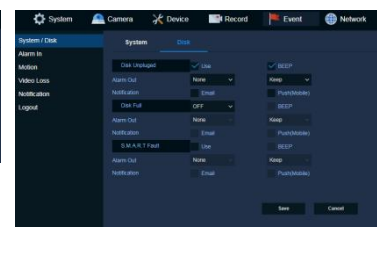 System Camera Device Record Event Network
System / Disk System Disk
Alarm In
Motion
Video Loss
Notification
Logout
Disk Unpluged Use BEEP
Alarm Out None Keep
Notification Email Push(Mobile)
Disk Full OFF BEEP
Alarm Out None Keep
Notification Email Push(Mobile)
S.M.A.R.T Fault Use BEEP
Alarm Out None Keep
Notification Email Push(Mobile)
Save Cancel